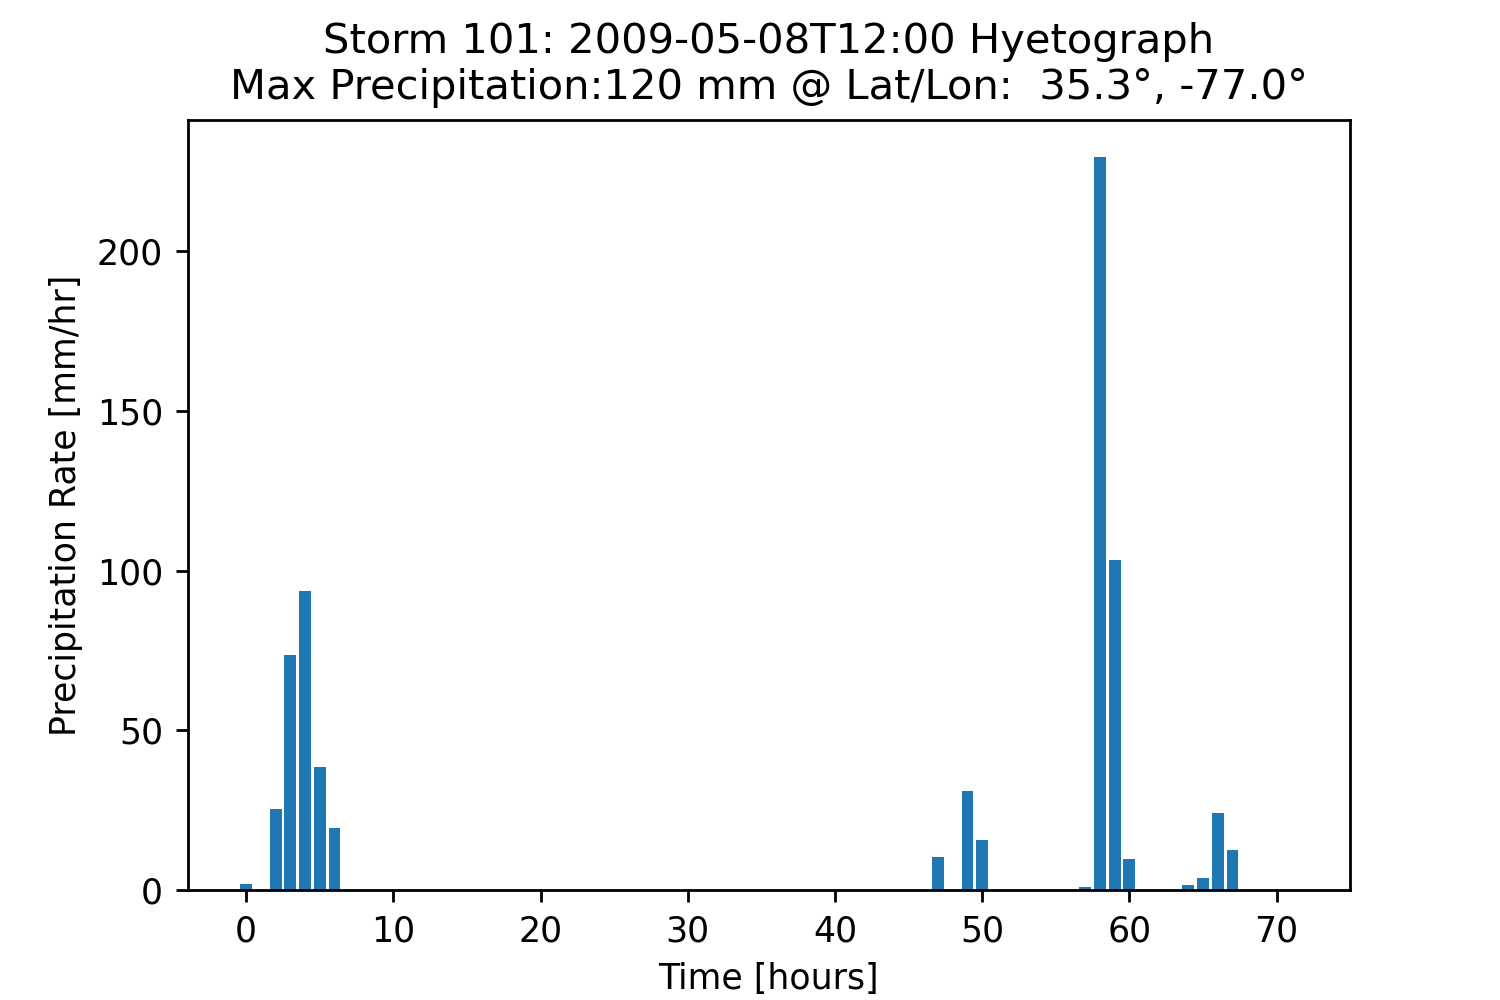 Storm 101: 2009-05-08T12:00 Hyetograph
Max Precipitation:120 mm @ Lat/Lon:  35.3°, -77.0°
Precipitation Rate [mm/hr]
200
150
100
50
0
0 10 20 30 40 50 60 70
Time [hours]